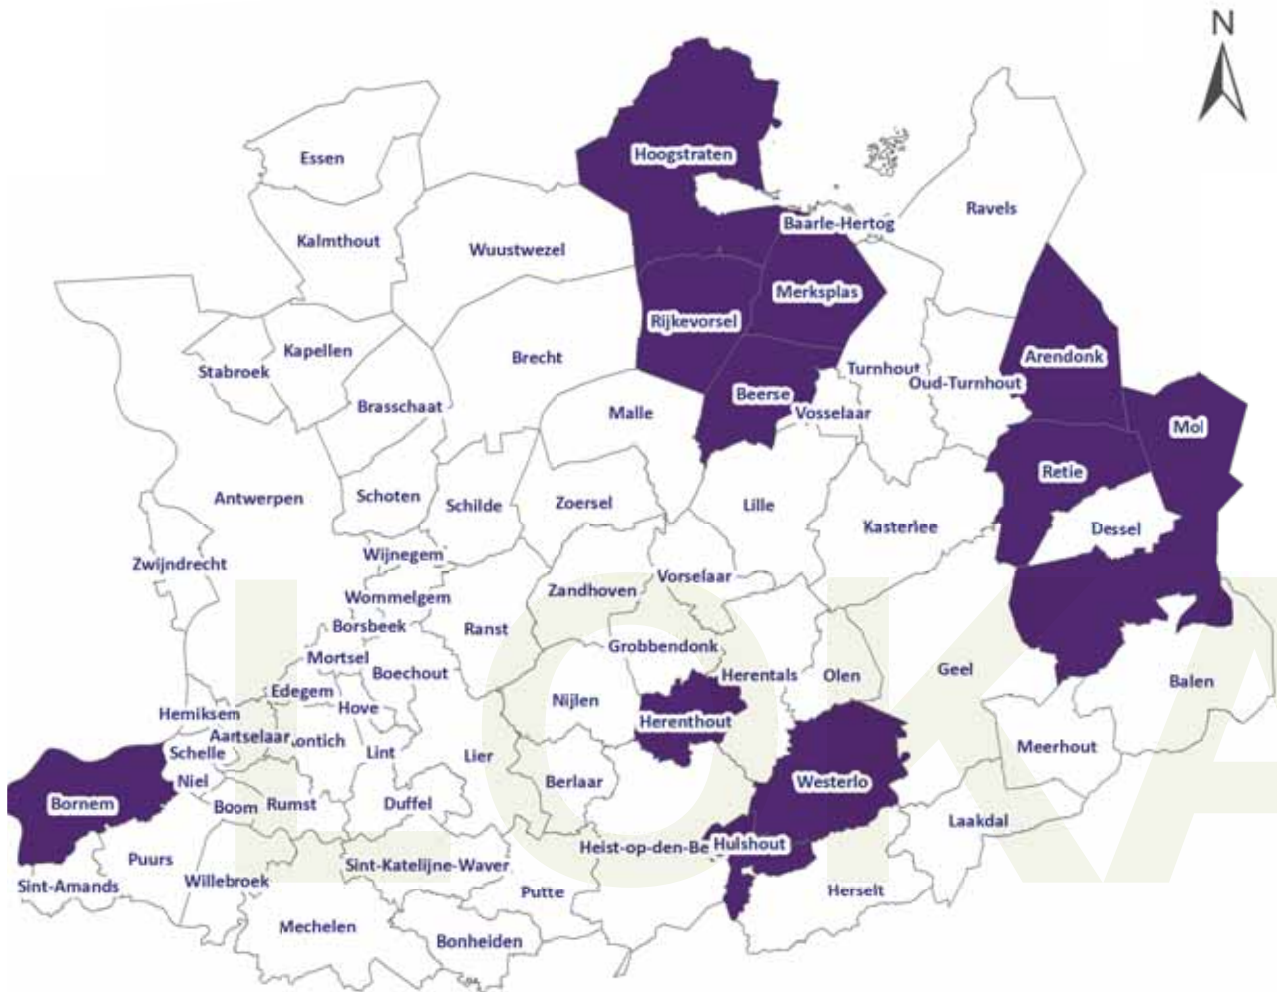 N
Essen
Hoogstraten
Ravels
Baarle-Hertog
Kalmthout
Wuustwezel
Merksplas
Rijkevorsel
Kapellen
Brecht
Arendonk
Stabroek
Turnhout
Oud-Turnhout
Beerse
Brasschaat
Malle
Vosselaar
Mol
Retie
Antwerpen
Schoten
Schilde
Zoersel
Lille
Kasterlee
Dessel
Wijnegem
Zwijndrecht
Vorselaar
Zandhoven
Wommelgem
Borsbeek
Ranst
Grobbendonk
Mortsel
Boechout
Herentals
Olen
Geel
Balen
Edegem
Nijlen
Hove
Hemiksem
Herenthout
Aartselaar
ontich
Meerhout
Schelle
Lint
Lier
Niel
Berlaar
Westerlo
Bornem
Boom
Rumst
Duffel
Laakdal
Heist-op-den-Be
Hulshout
Puurs
Sint-Katelijne-Waver
Sint-Amands
Willebroek
Putte
Herselt
Mechelen
Bonheiden
LOKA